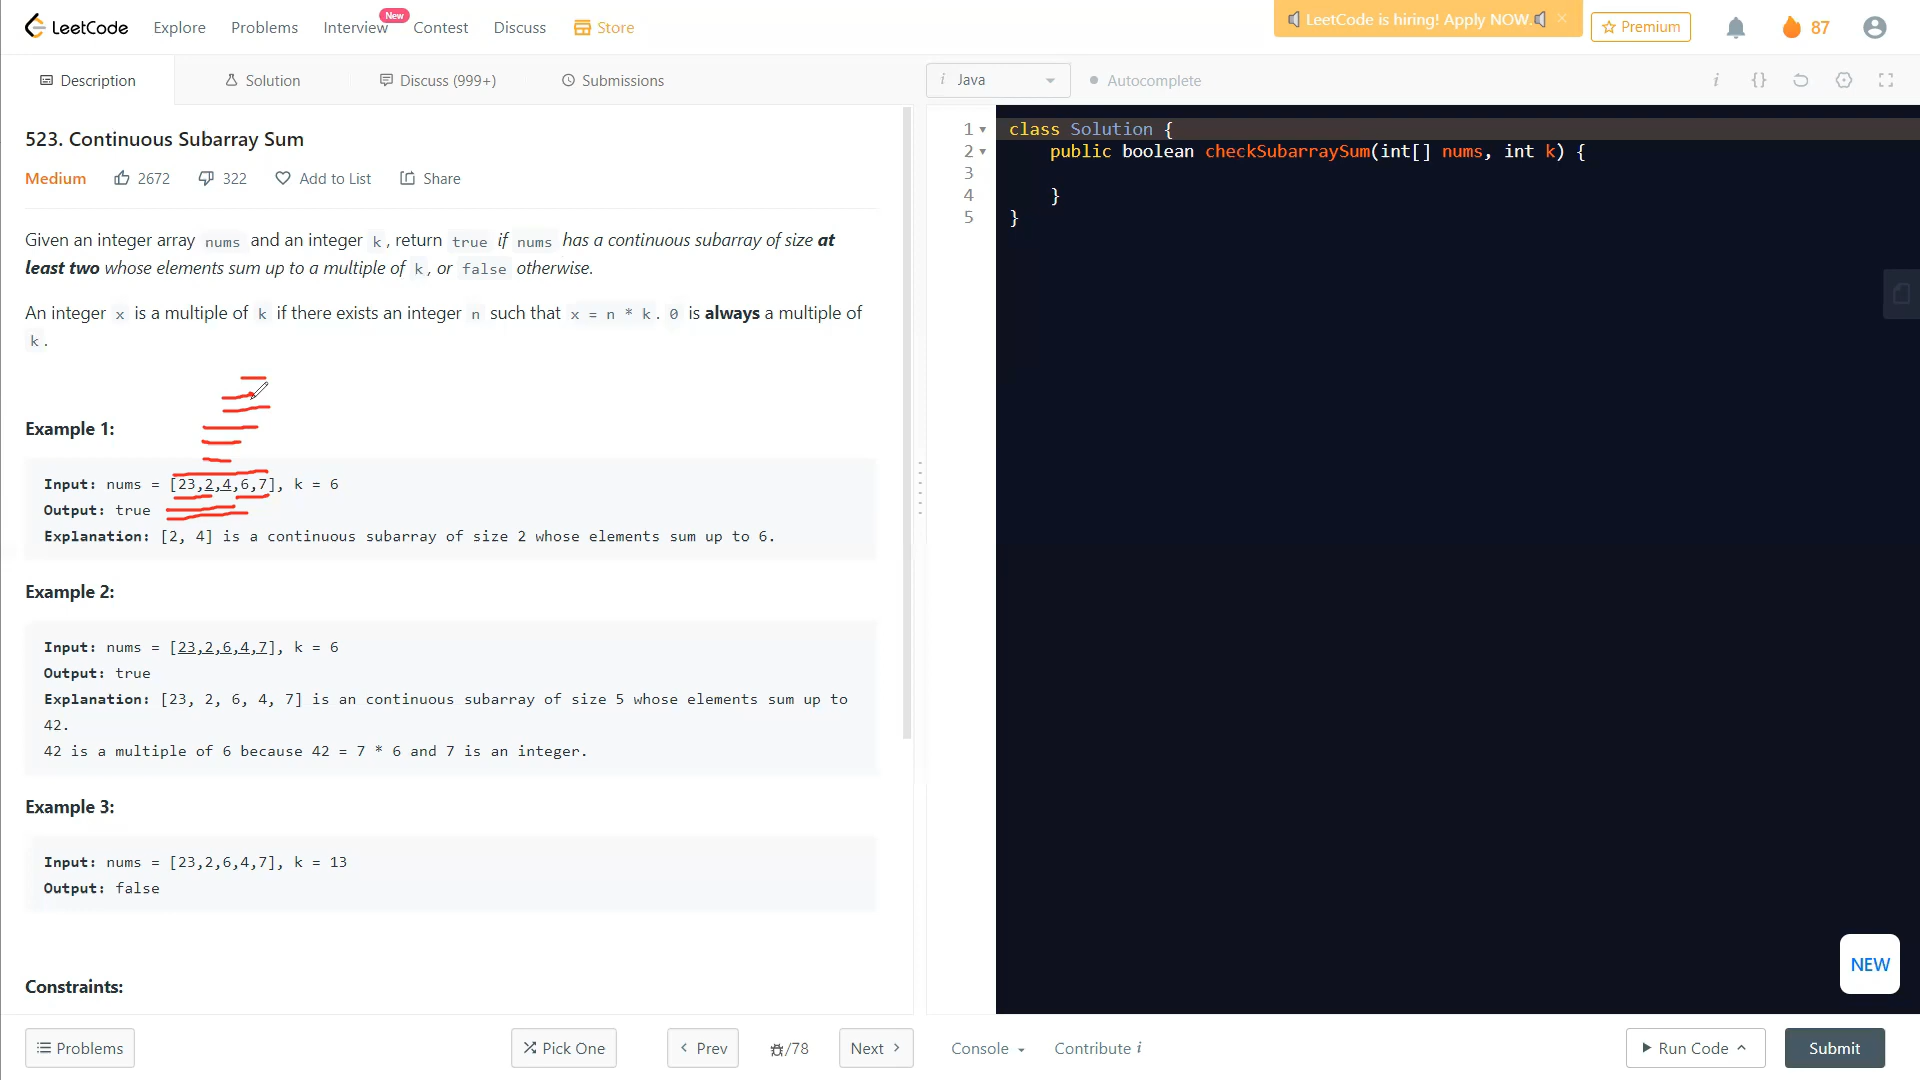 LeetCode Explore Problems Interview New Contest Discuss Store LeetCode is hiring! Apply NOW. Premium 87
Description Solution Discuss (999+) Submissions i Java Autocomplete i {}
523. Continuous Subarray Sum
Medium 2672 322 Add to List Share
Given an integer array nums and an integer k, return true if nums has a continuous subarray of size at
least two whose elements sum up to a multiple of k, or false otherwise.
An integer x is a multiple of k if there exists an integer n such that x = n * k. 0 is always a multiple of
k.
Example 1:
Input: nums = [23,2,4,6,7], k = 6
Output: true
Explanation: [2, 4] is a continuous subarray of size 2 whose elements sum up to 6.
Example 2:
Input: nums = [23,2,6,4,7], k = 6
Output: true
Explanation: [23, 2, 6, 4, 7] is an continuous subarray of size 5 whose elements sum up to
42.
42 is a multiple of 6 because 42 = 7 * 6 and 7 is an integer.
Example 3:
Input: nums = [23,2,6,4,7], k = 13
Output: false
Constraints:
1 class Solution {
2 public boolean checkSubarraySum(int[] nums, int k) {
3
4 }
5 }
NEW
Problems Pick One Prev /78 Next Console Contribute i Run Code Submit